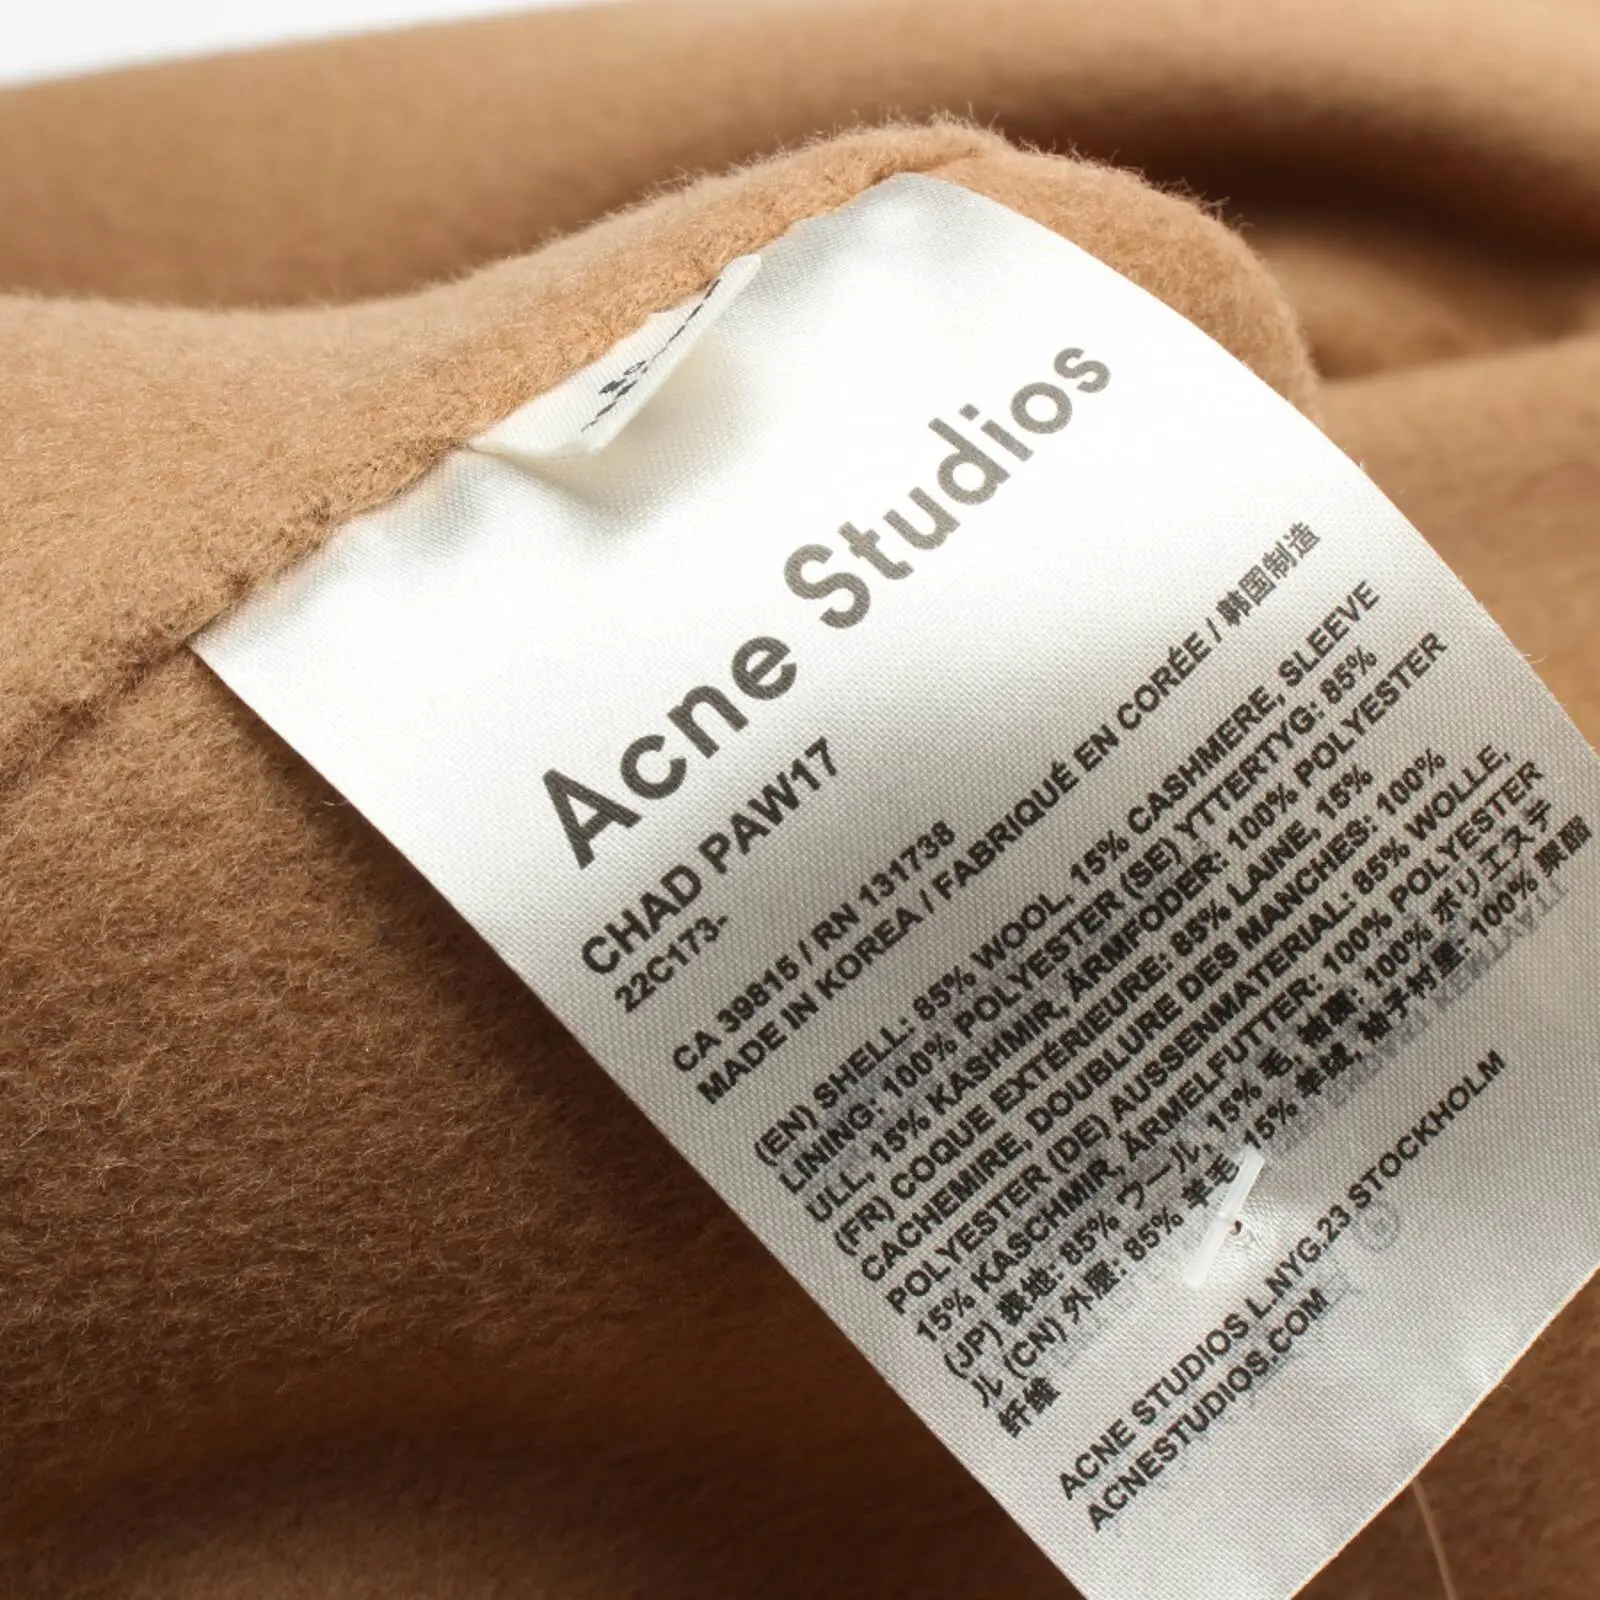 Acne Studios
CHAD PAW17
22C173-
CA 39815 / RN 131738
MADE IN KOREA / FABRIQUÉ EN CORÉE / 韩国制造
(EN) SHELL: 85% WOOL, 15% CASHMERE, SLEEVE
LINING: 100% POLYESTER (SE) YTTERTYG: 85%
ULL, 15% KASHMIR, ÄRMFODER: 100% POLYESTER
(FR) COQUE EXTÉRIEURE: 85% LAINE, 15%
CACHEMIRE, DOUBLURE DES MANCHES: 100%
POLYESTER (DE) AUSSENMATERIAL: 85% WOLLE,
15% KASCHMIR, ÄRMELFUTTER: 100% POLYESTER
(JP) 表地: 85% ウール, 15% 毛, 袖裏: 100% ポリエステ
ル (CN) 外层: 85% 羊毛, 15% 羊绒, 袖子衬里: 100% 聚酯
纤维
ACNE STUDIOS L.NYG.23 STOCKHOLM
ACNESTUDIOS.COM